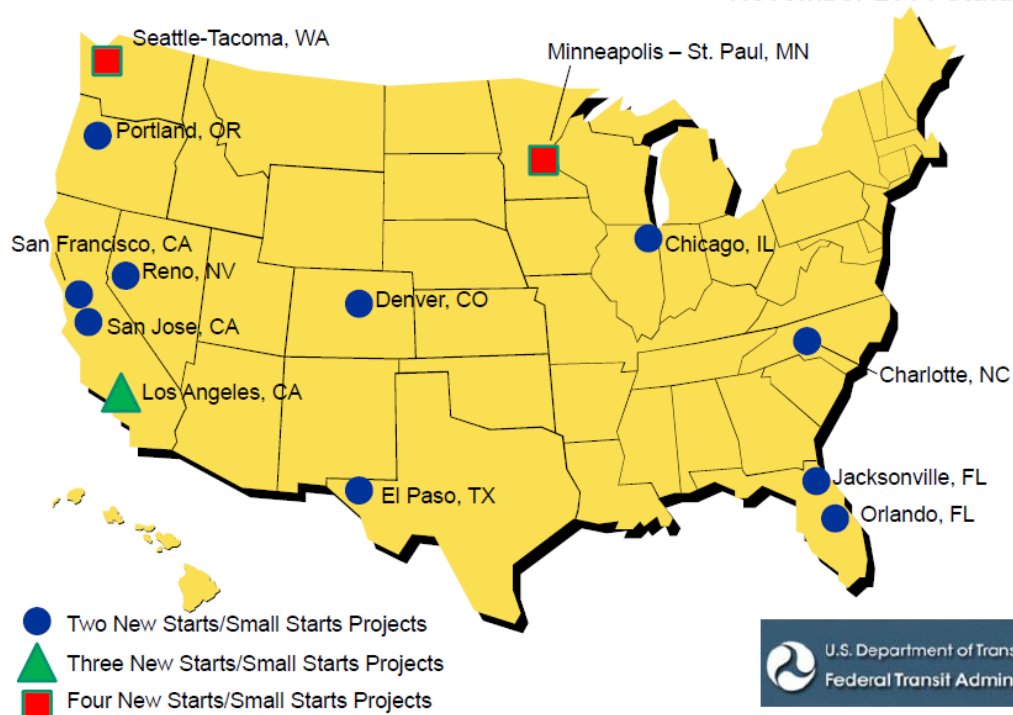 Seattle-Tacoma, WA
Minneapolis – St. Paul, MN
Portland, OR
San Francisco, CA
Reno, NV
Chicago, IL
Denver, CO
San Jose, CA
Charlotte, NC
Los Angeles, CA
Jacksonville, FL
El Paso, TX
Orlando, FL
Two New Starts/Small Starts Projects
Three New Starts/Small Starts Projects
Four New Starts/Small Starts Projects
U.S. Department of Trans
Federal Transit Admin